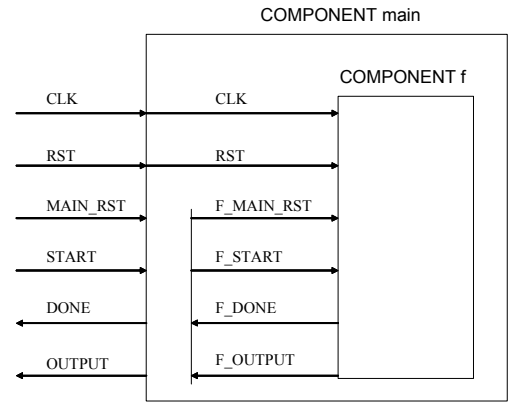 COMPONENT main
COMPONENT f
CLK CLK
RST RST
MAIN_RST F_MAIN_RST
START F_START
DONE F_DONE
OUTPUT F_OUTPUT